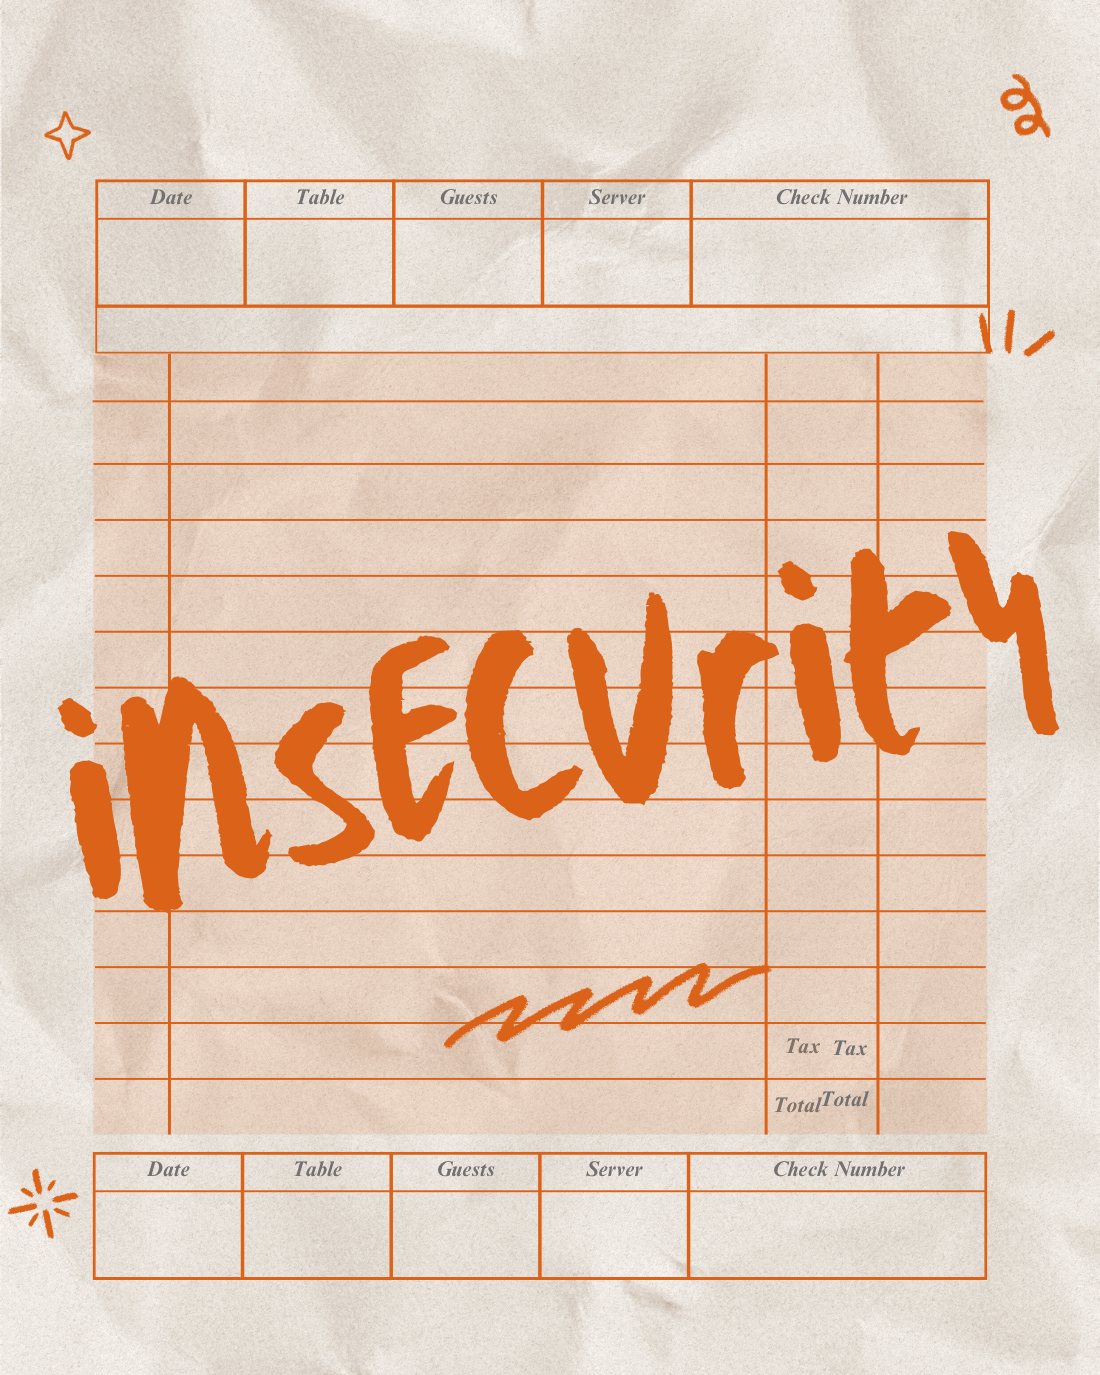 Date Table Guests Server Check Number
insecurity
Tax Tax
Total Total
Date Table Guests Server Check Number